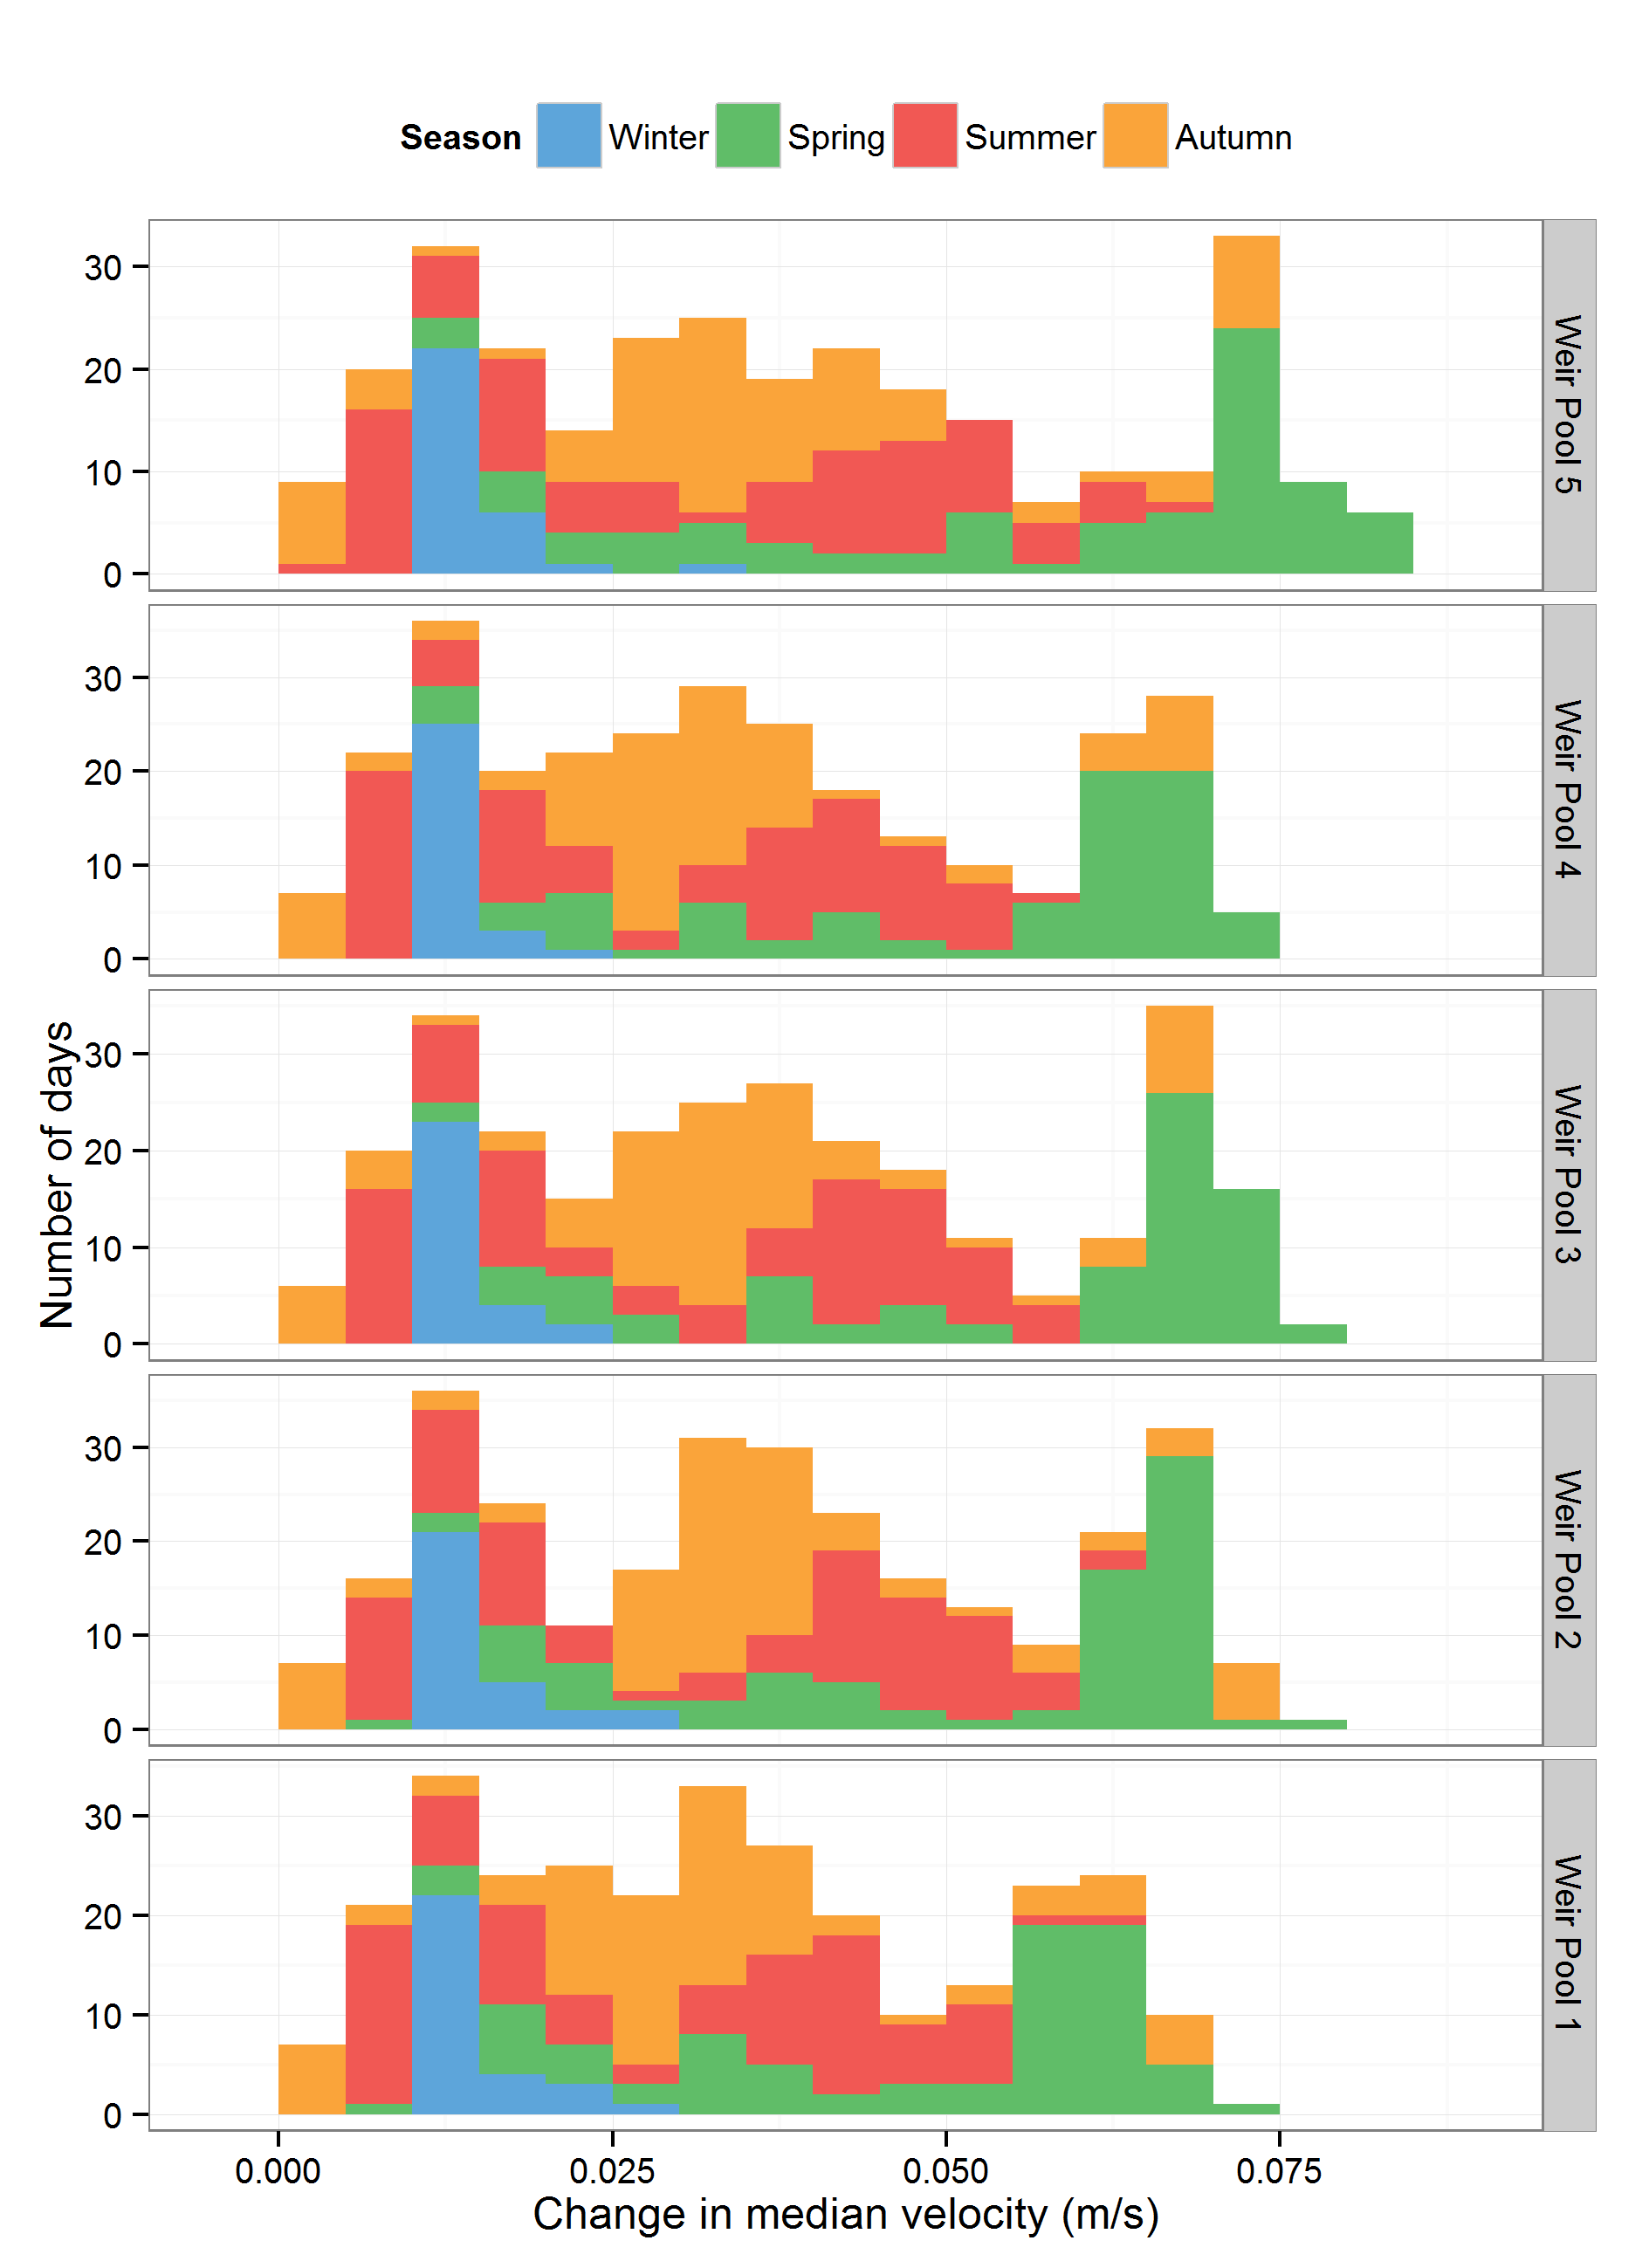 Season Winter Spring Summer Autumn
30
20
10
0
Weir Pool 5
30
20
10
0
Weir Pool 4
30
20
10
0
Weir Pool 3
Number of days
30
20
10
0
Weir Pool 2
30
20
10
0
Weir Pool 1
0.000 0.025 0.050 0.075
Change in median velocity (m/s)